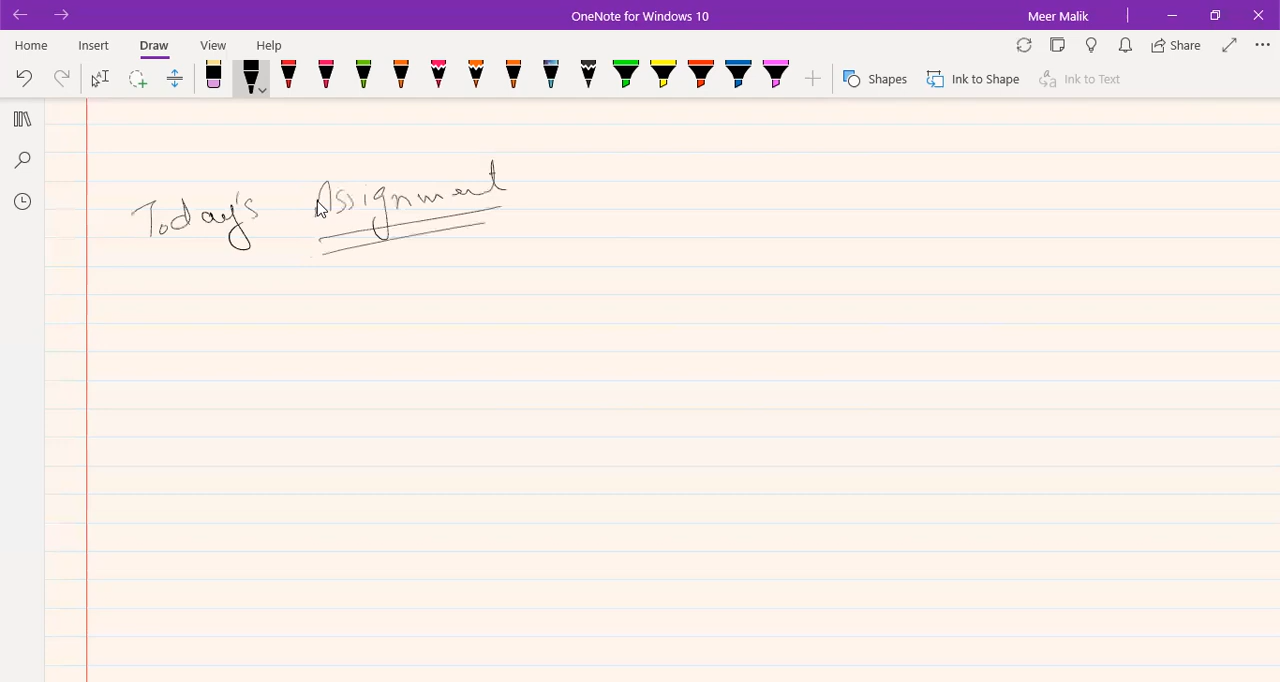 OneNote for Windows 10
Meer Malik
Home Insert Draw View Help
Share
Shapes Ink to Shape Ink to Text
Today's Assignment